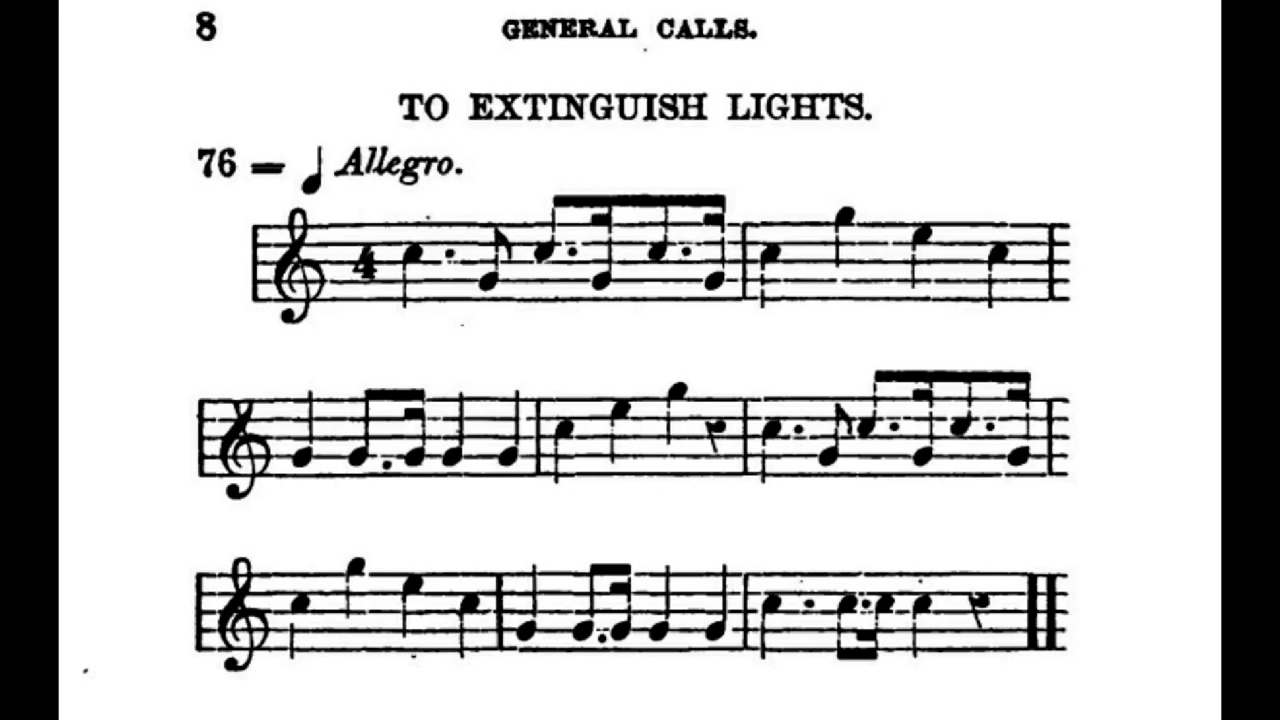 8 GENERAL CALLS.
TO EXTINGUISH LIGHTS.
76 = ♩ Allegro.
4